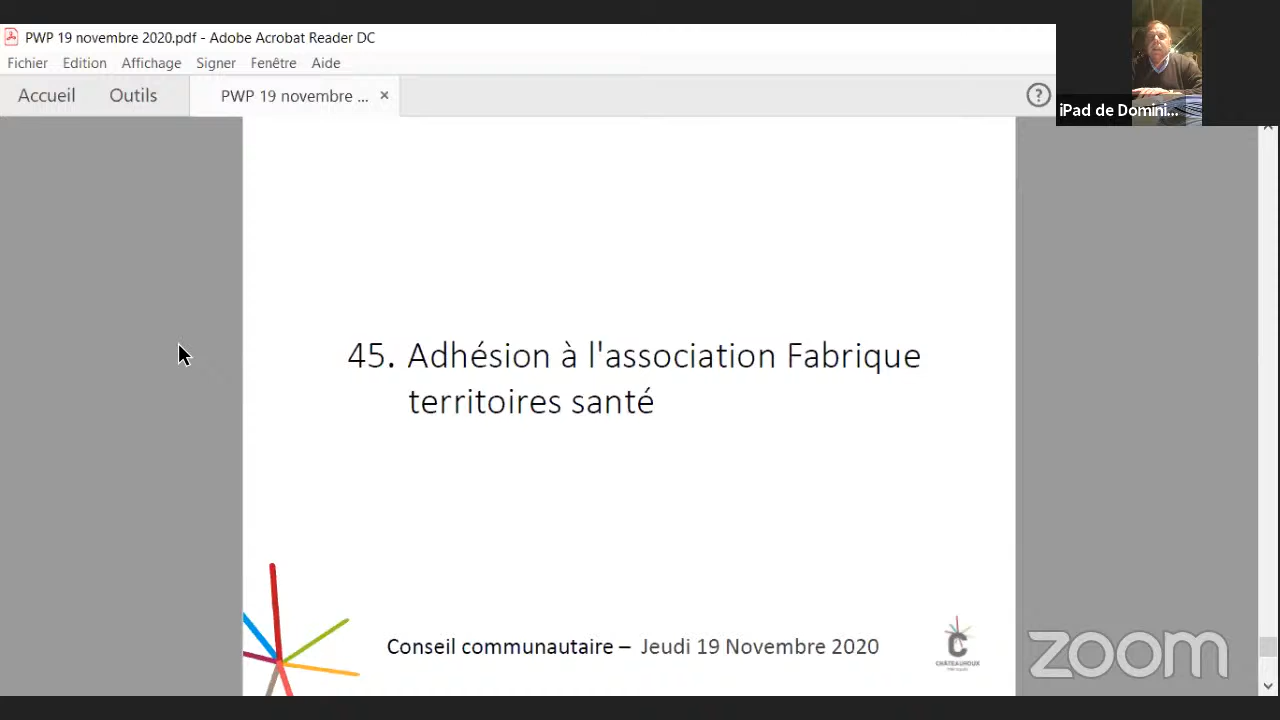 PWP 19 novembre 2020.pdf - Adobe Acrobat Reader DC
Fichier Edition Affichage Signer Fenêtre Aide
Accueil Outils PWP 19 novembre ... ×
?
iPad de Domini...
45. Adhésion à l'association Fabrique
territoires santé
Conseil communautaire – Jeudi 19 Novembre 2020
CHÂTEAUROUX
zoom